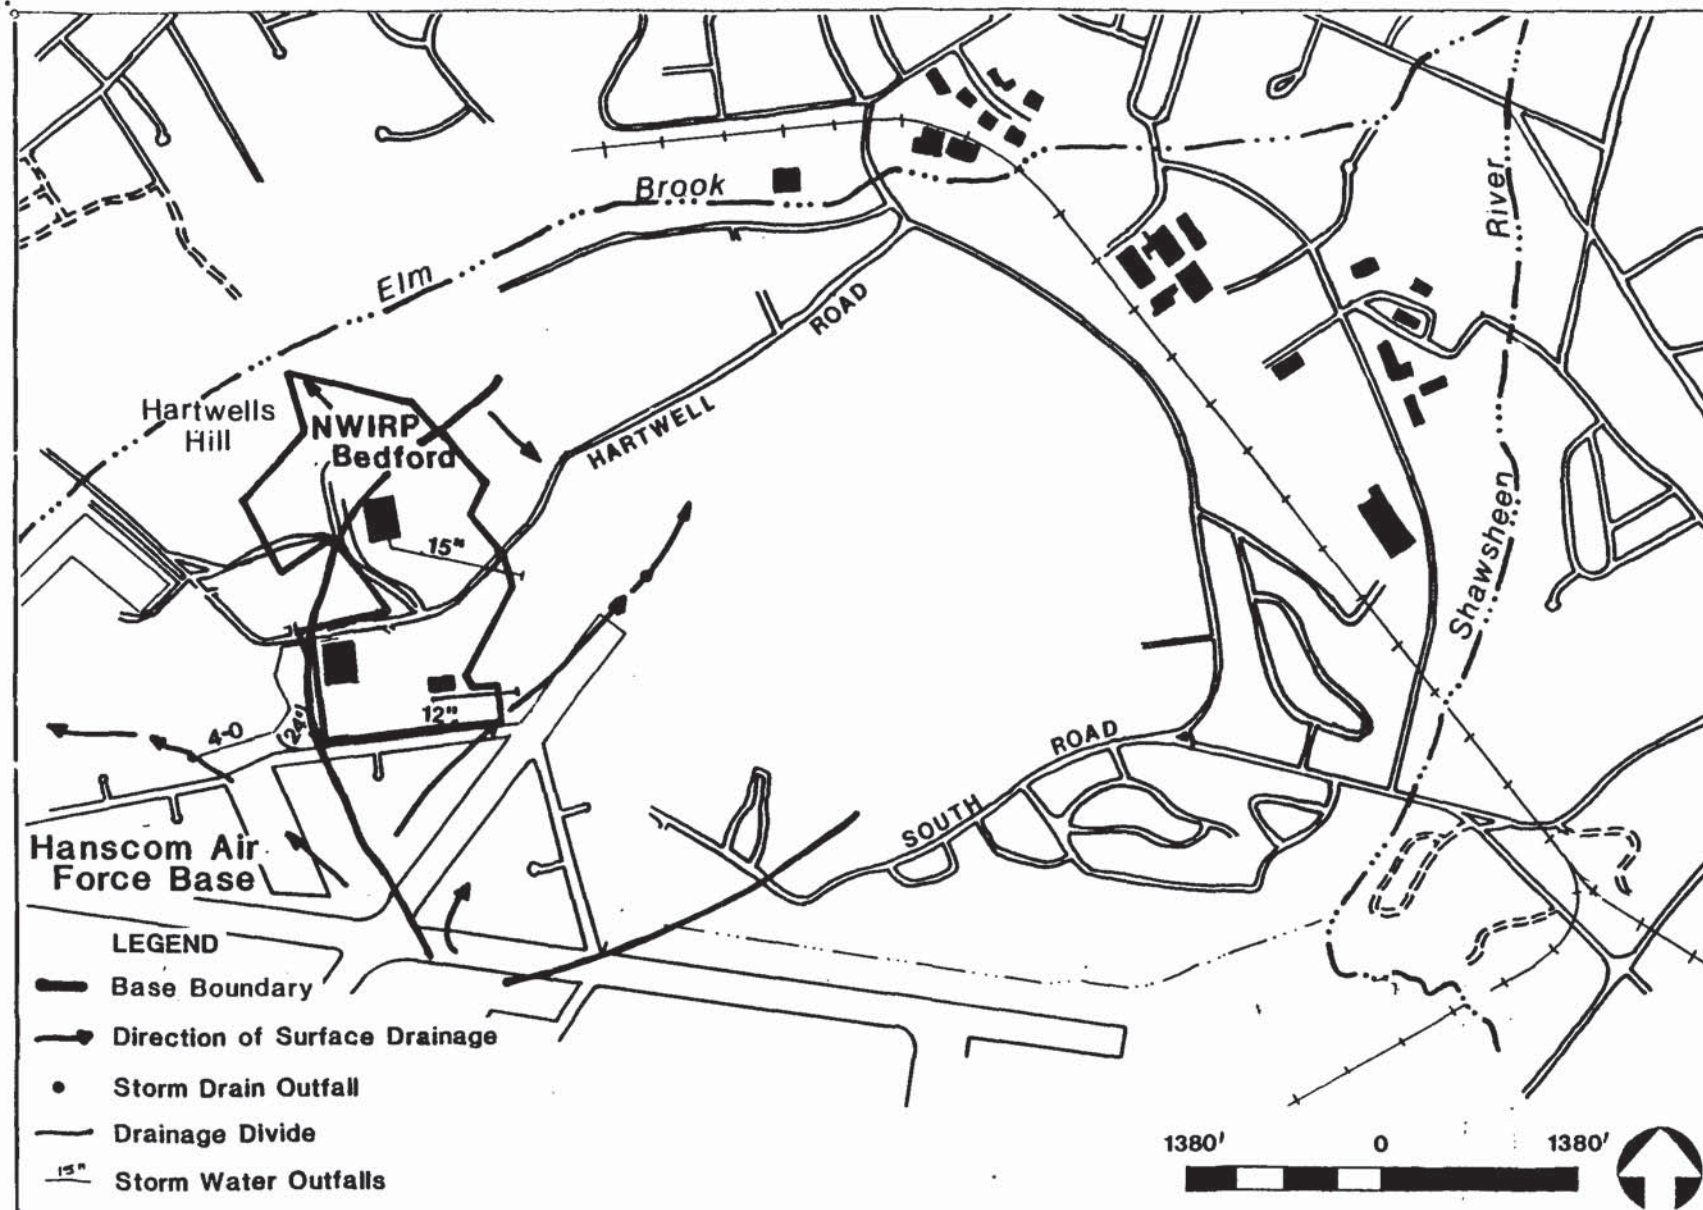 Brook
River
Elm
ROAD
HARTWELL
Hartwells
Hill
NWIRP
Bedford
15"
Shawsheen
12"
24"
4-0
ROAD
SOUTH
Hanscom Air
Force Base
LEGEND
Base Boundary
Direction of Surface Drainage
Storm Drain Outfall
Drainage Divide
15" Storm Water Outfalls
1380' 0 1380'